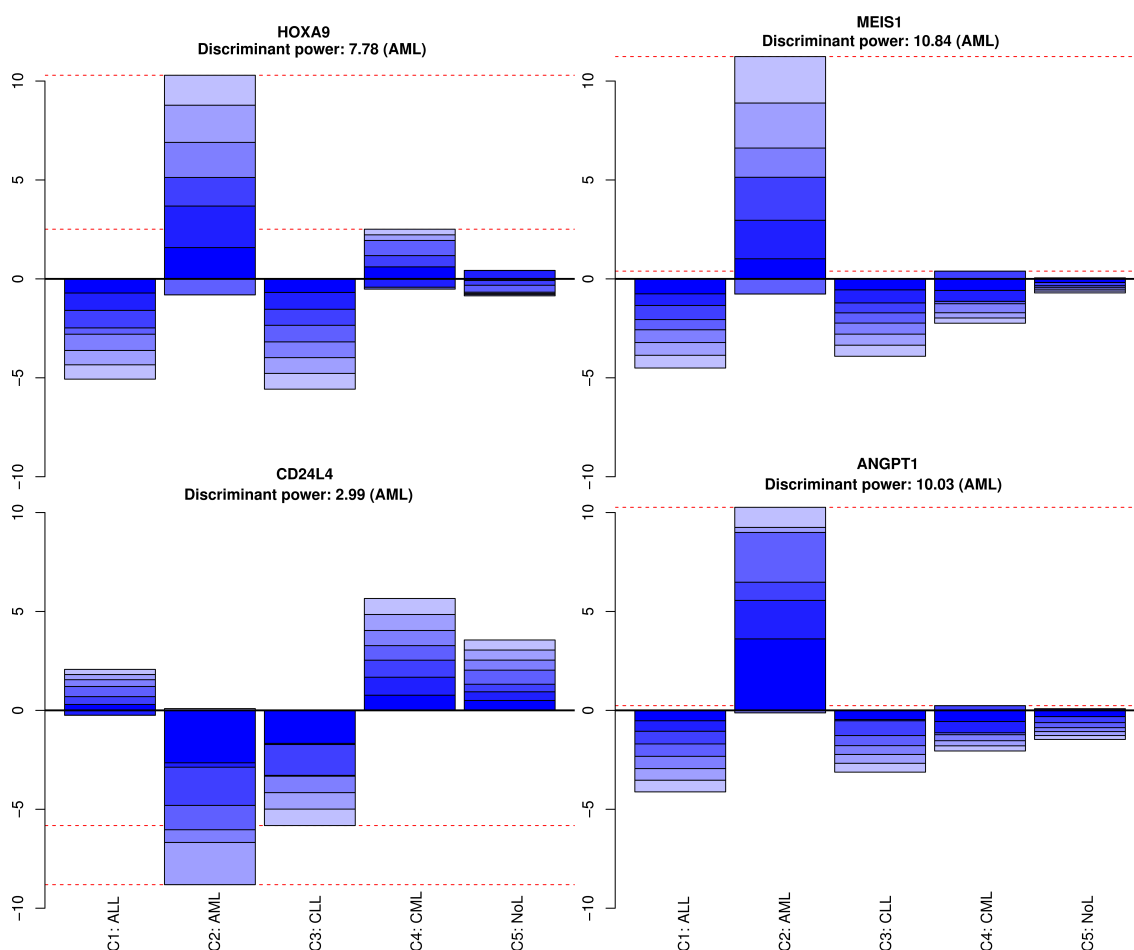 HOXA9
Discriminant power: 7.78 (AML)
10
5
0
−5
−10
MEIS1
Discriminant power: 10.84 (AML)
10
5
0
−5
−10
CD24L4
Discriminant power: 2.99 (AML)
10
5
0
−5
−10
C1: ALL
C2: AML
C3: CLL
C4: CML
C5: NoL
ANGPT1
Discriminant power: 10.03 (AML)
10
5
0
−5
−10
C1: ALL
C2: AML
C3: CLL
C4: CML
C5: NoL